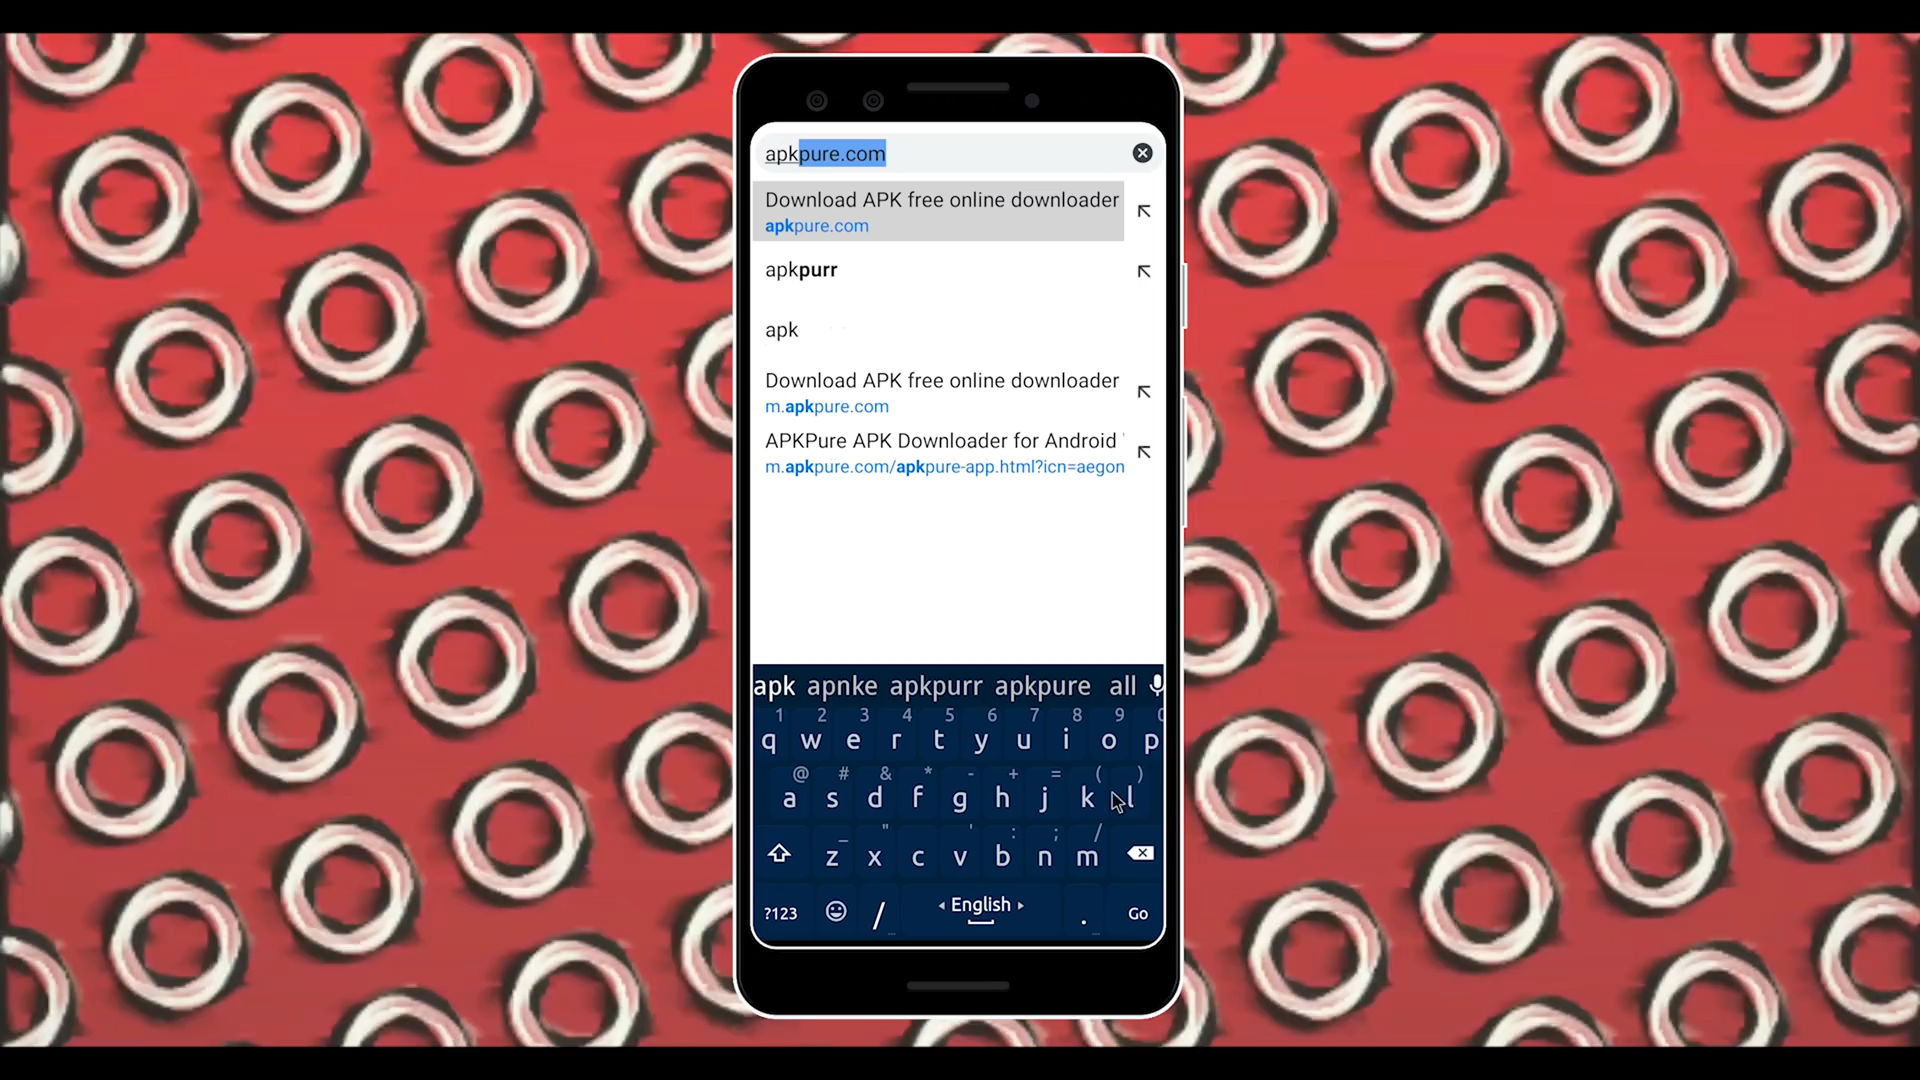 apkpure.com
Download APK free online downloader
apkpure.com
apkpurr
apk
Download APK free online downloader
m.apkpure.com
APKPure APK Downloader for Android
m.apkpure.com/apkpure-app.html?icn=aegon
apk apnke apkpurr apkpure all
1 2 3 4 5 6 7 8 9
q w e r t y u i o p
@ # & * - + = ( )
a s d f g h j k l
_ " ' : ; /
z x c v b n m
?123 / English . Go